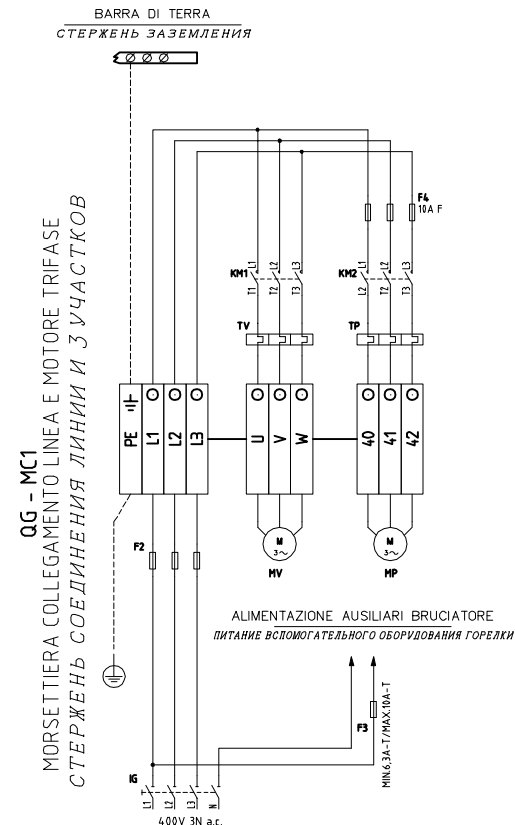 BARRA DI TERRA
СТЕРЖЕНЬ ЗАЗЕМЛЕНИЯ
QG - MC1
MORSETTIERA COLLEGAMENTO LINEA E MOTORE TRIFASE
СТЕРЖЕНЬ СОЕДИНЕНИЯ ЛИНИИ И 3 УЧАСТКОВ
F4
10A F
KM1
L1 L2 L3
T1 T2 T3
KM2
L1 L2 L3
L2 T2 T3
TV
TP
PE L1 L2 L3
U V W
40 41 42
F2
M
3~
MV
M
3~
MP
ALIMENTAZIONE AUSILIARI BRUCIATORE
ПИТАНИЕ ВСПОМОГАТЕЛЬНОГО ОБОРУДОВАНИЯ ГОРЕЛКИ
F3
MIN.6,3A-T/MAX.10A-T
IG
L1 L2 L3 N
400V 3N a.c.